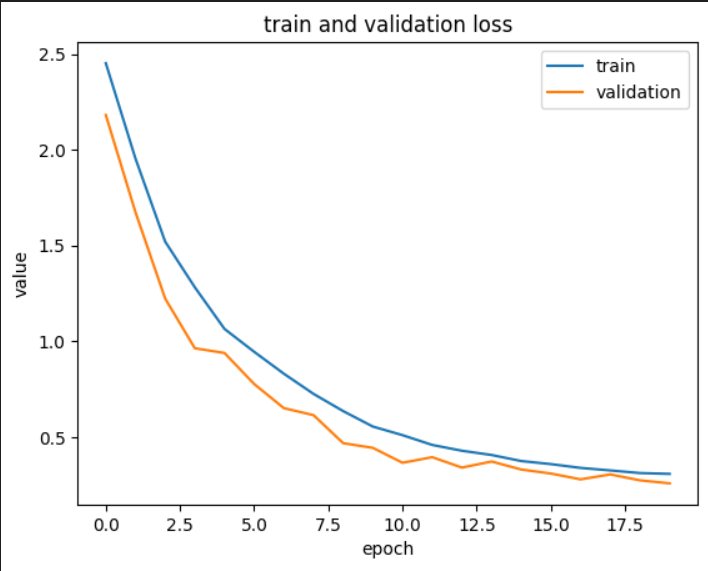 train and validation loss
train
validation
2.5
2.0
1.5
1.0
0.5
value
0.0 2.5 5.0 7.5 10.0 12.5 15.0 17.5
epoch